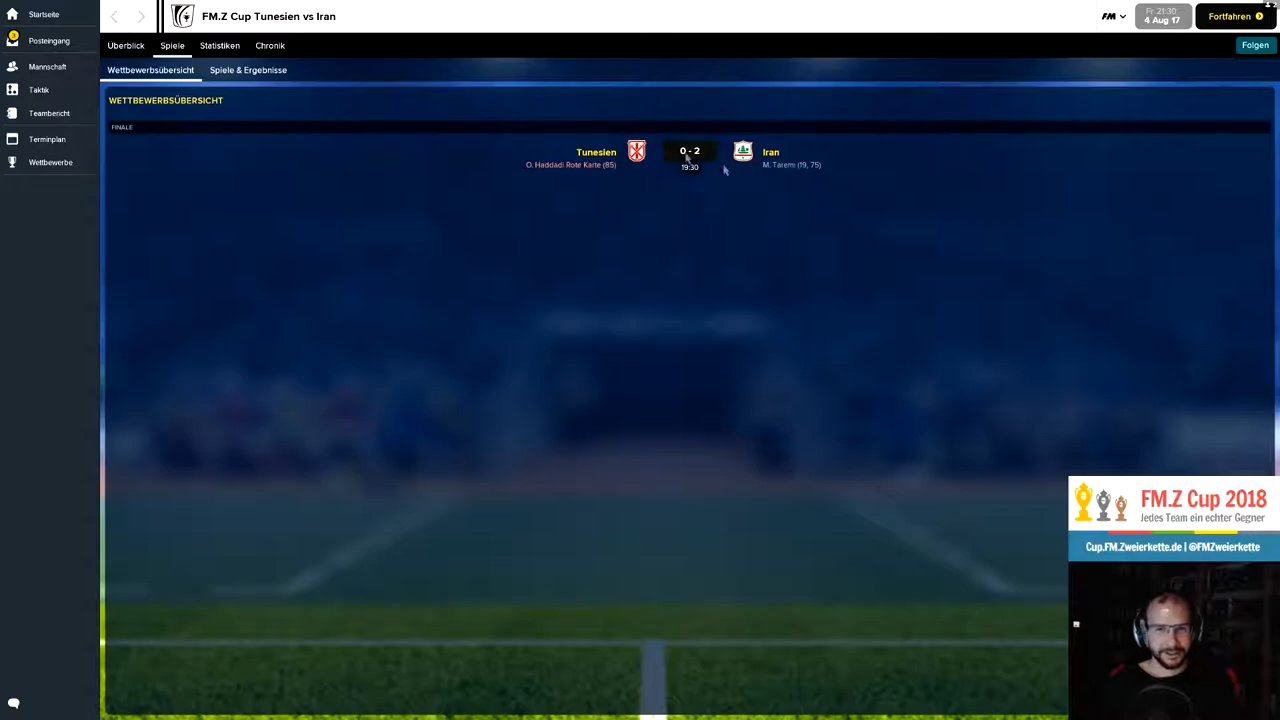 Startseite
FM.Z Cup Tunesien vs Iran
FM
Fr 21:30
4 Aug 17
Fortfahren
2
Posteingang
Überblick
Spiele
Statistiken
Chronik
Folgen
Mannschaft
Wettbewerbsübersicht
Spiele & Ergebnisse
Taktik
WETTBEWERBSÜBERSICHT
Teambericht
FINALE
Terminplan
Tunesien
0 - 2
Iran
Wettbewerbe
O. Haddadi Rote Karte (85)
19:30
M. Taremi (19, 75)
FM.Z Cup 2018
Jedes Team ein echter Gegner
Cup.FM.Zweierkette.de | @FMZweierkette